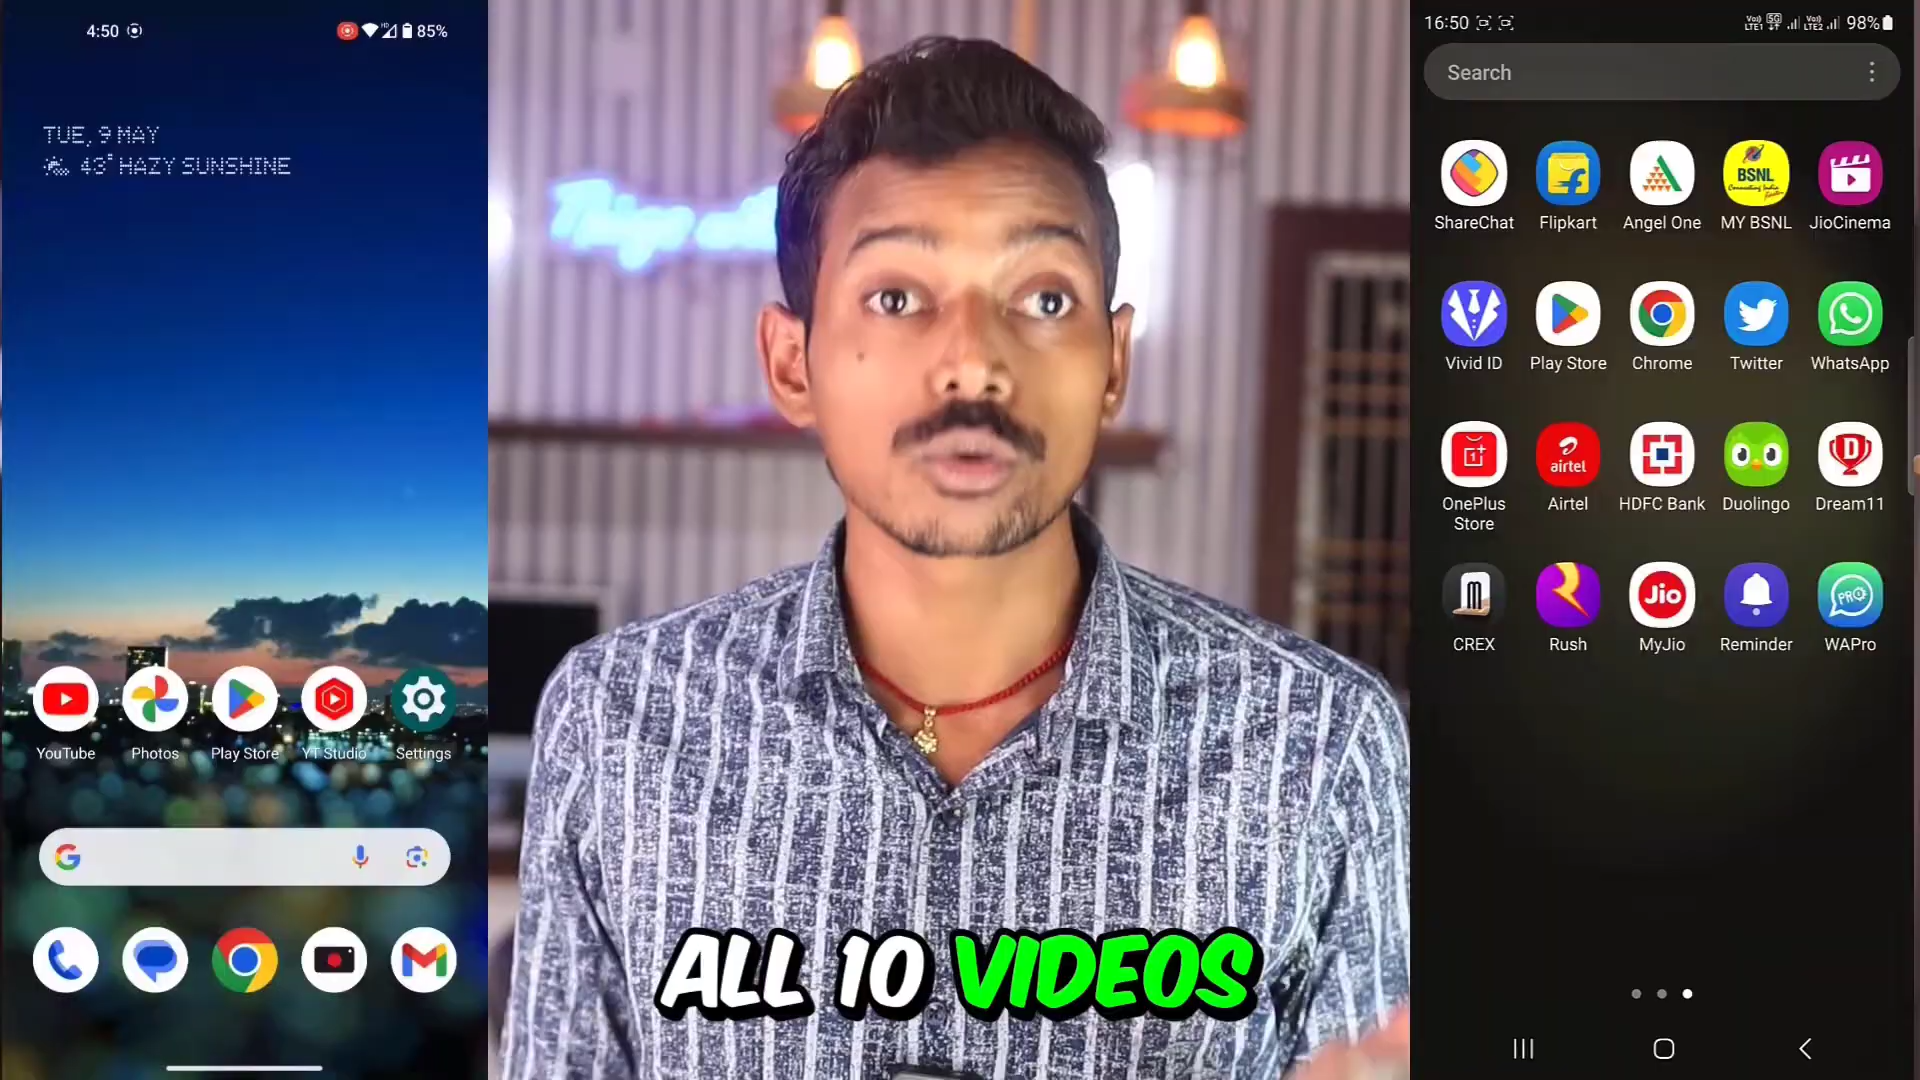 4:50
85%
TUE, 9 MAY
43° HAZY SUNSHINE
YouTube
Photos
Play Store
YT Studio
Settings
ALL 10 VIDEOS
16:50
98%
Search
BSNL
ShareChat
Flipkart
Angel One
MY BSNL
JioCinema
Vivid ID
Play Store
Chrome
Twitter
WhatsApp
airtel
OnePlus Store
Airtel
HDFC Bank
Duolingo
Dream11
Jio
PRO
CREX
Rush
MyJio
Reminder
WAPro